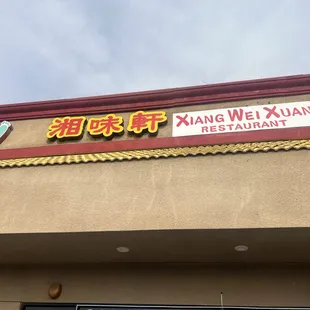 湘味軒
XIANG WEI XUAN
RESTAURANT